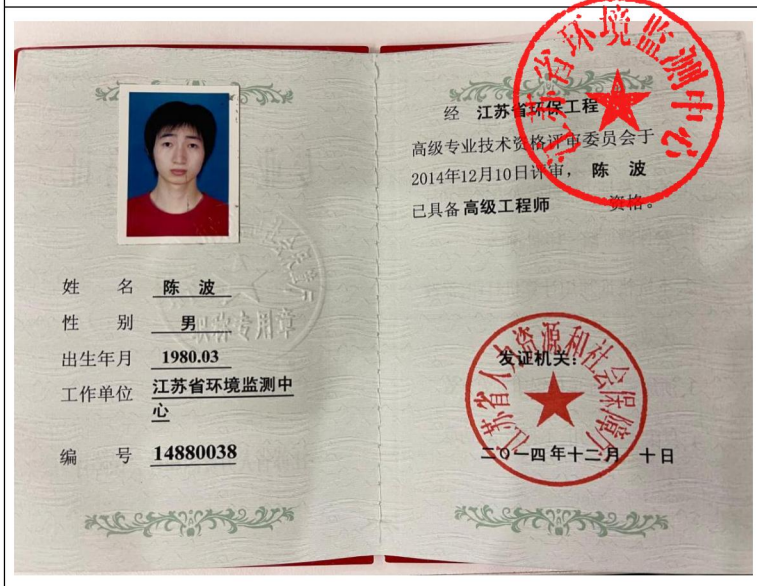 江苏省环境监测中心
经 江苏省环保工程
高级专业技术资格评审委员会于
2014年12月10日评审， 陈 波
已具备 高级工程师 资格。
职称专用章
姓 名 陈 波
性 别 男
出生年月 1980.03
工作单位 江苏省环境监测中
心
编 号 14880038
江苏省人力资源和社会保障厅
发证机关：
二〇一四年十二月 十日